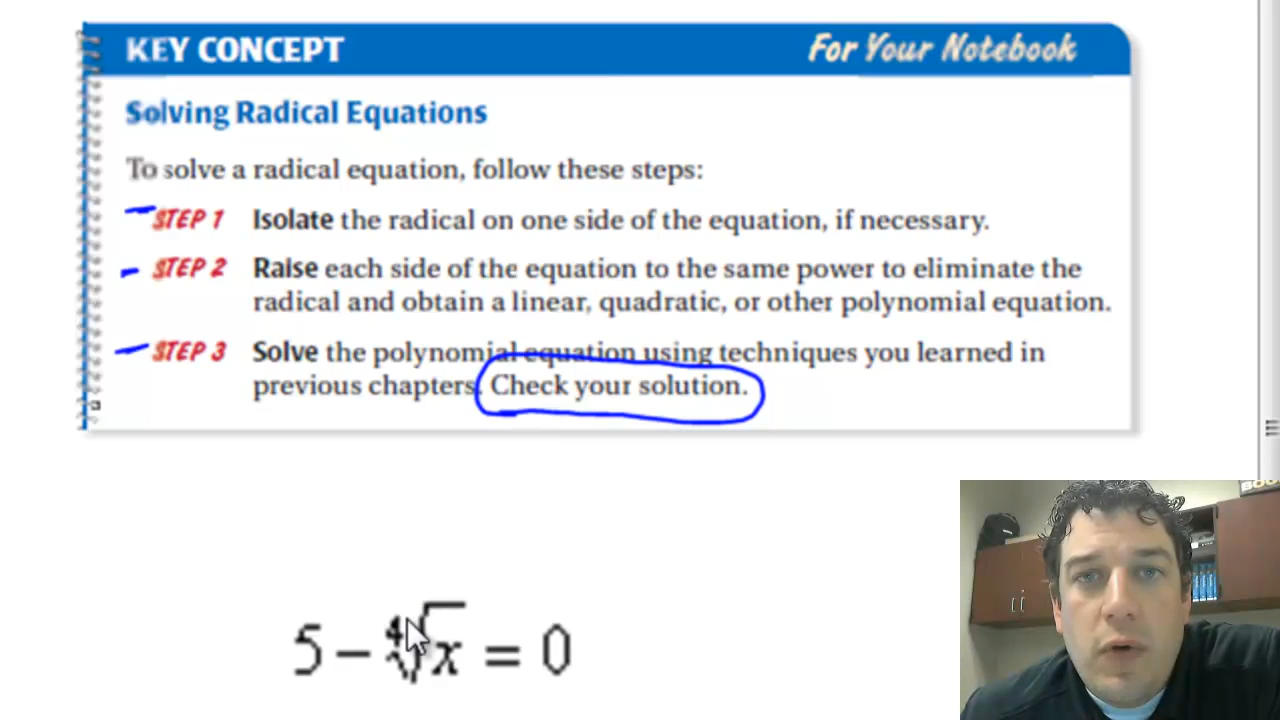 KEY CONCEPT For Your Notebook
Solving Radical Equations
To solve a radical equation, follow these steps:
STEP 1 Isolate the radical on one side of the equation, if necessary.
STEP 2 Raise each side of the equation to the same power to eliminate the
radical and obtain a linear, quadratic, or other polynomial equation.
STEP 3 Solve the polynomial equation using techniques you learned in
previous chapters. Check your solution.
5 − ∜x = 0